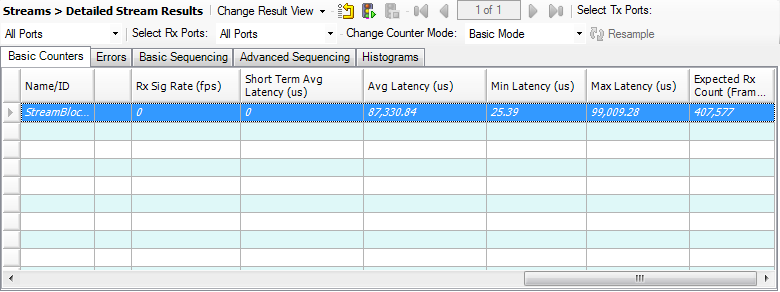 Streams > Detailed Stream Results Change Result View 1 of 1 Select Tx Ports:
All Ports Select Rx Ports: All Ports Change Counter Mode: Basic Mode Resample
Basic Counters Errors Basic Sequencing Advanced Sequencing Histograms
Name/ID Rx Sig Rate (fps) Short Term Avg Latency (us) Avg Latency (us) Min Latency (us) Max Latency (us) Expected Rx Count (Fram...
StreamBloc... 0 0 87,330.84 25.39 99,009.28 407,577